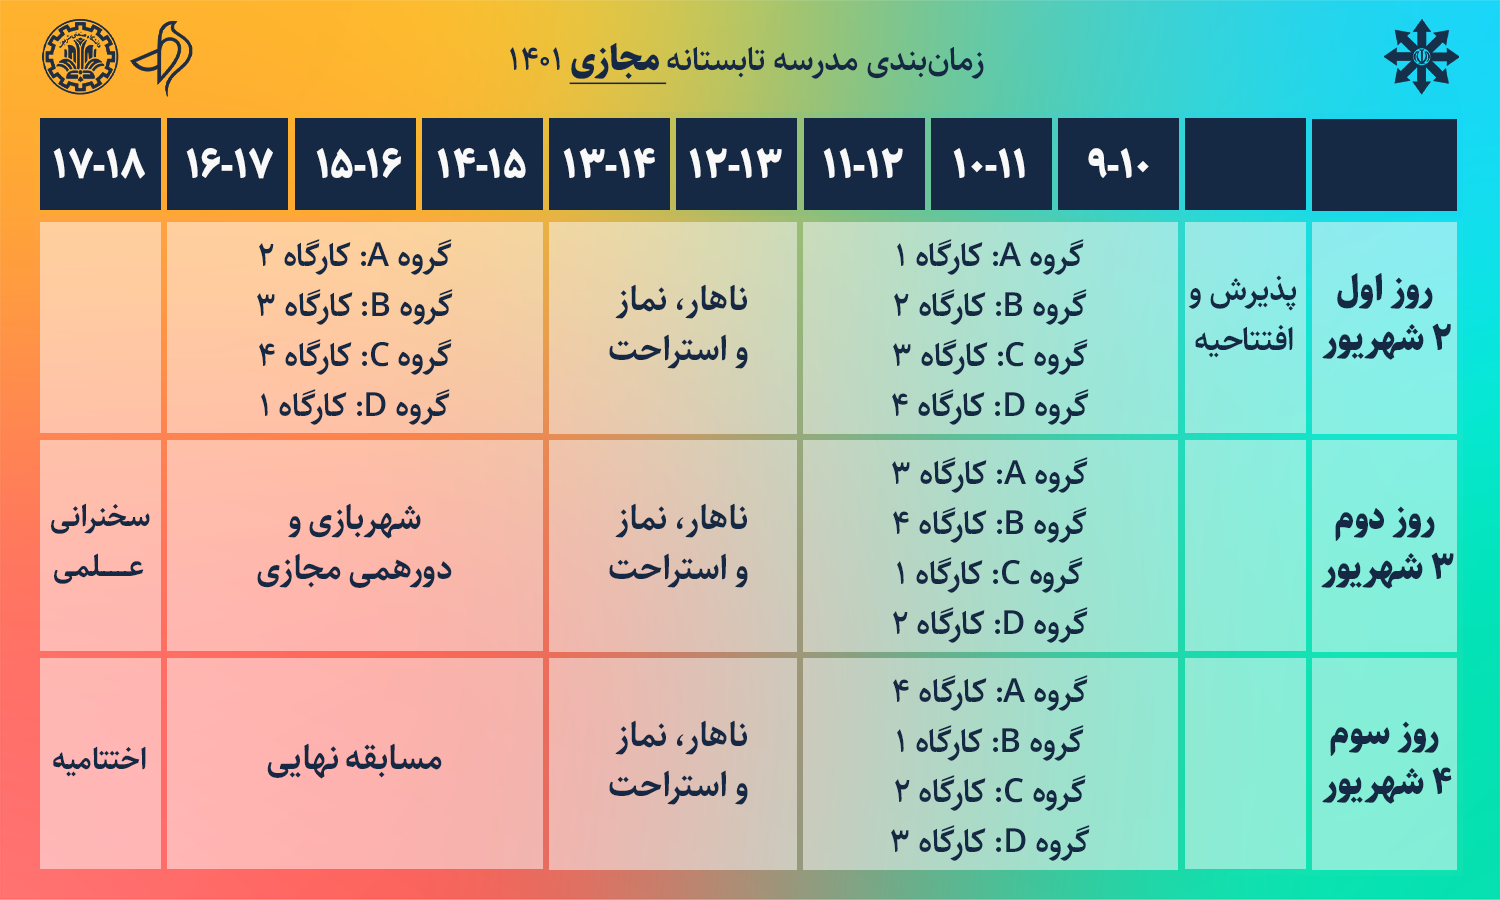 زمان‌بندی مدرسه تابستانه مجازی ۱۴۰۱
۹-۱۰
۱۰-۱۱
۱۱-۱۲
۱۲-۱۳
۱۳-۱۴
۱۴-۱۵
۱۵-۱۶
۱۶-۱۷
۱۷-۱۸
روز اول
۲ شهریور
پذیرش و
افتتاحیه
گروه A: کارگاه ۱
گروه B: کارگاه ۲
گروه C: کارگاه ۳
گروه D: کارگاه ۴
ناهار، نماز
و استراحت
گروه A: کارگاه ۲
گروه B: کارگاه ۳
گروه C: کارگاه ۴
گروه D: کارگاه ۱
روز دوم
۳ شهریور
گروه A: کارگاه ۳
گروه B: کارگاه ۴
گروه C: کارگاه ۱
گروه D: کارگاه ۲
ناهار، نماز
و استراحت
شهربازی و
دورهمی مجازی
سخنرانی
عـــلمی
روز سوم
۴ شهریور
گروه A: کارگاه ۴
گروه B: کارگاه ۱
گروه C: کارگاه ۲
گروه D: کارگاه ۳
ناهار، نماز
و استراحت
مسابقه نهایی
اختتامیه